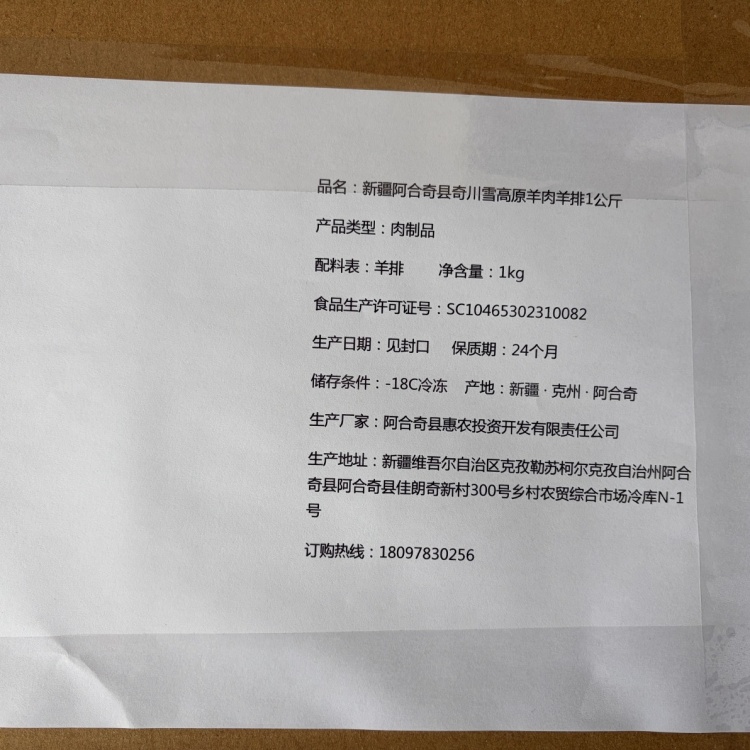 品名：新疆阿合奇县奇川雪高原羊肉羊排1公斤
产品类型：肉制品
配料表：羊排 净含量：1kg
食品生产许可证号：SC10465302310082
生产日期：见封口 保质期：24个月
储存条件：-18C冷冻 产地：新疆·克州·阿合奇
生产厂家：阿合奇县惠农投资开发有限责任公司
生产地址：新疆维吾尔自治区克孜勒苏柯尔克孜自治州阿合
奇县阿合奇县佳朗奇新村300号乡村农贸综合市场冷库N-1
号
订购热线：18097830256